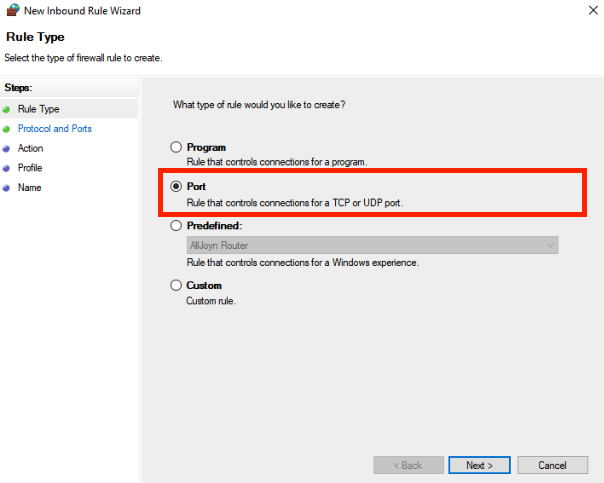 New Inbound Rule Wizard
Rule Type
Select the type of firewall rule to create.
Steps:
Rule Type
Protocol and Ports
Action
Profile
Name
What type of rule would you like to create?
Program
Rule that controls connections for a program.
Port
Rule that controls connections for a TCP or UDP port.
Predefined:
AllJoyn Router
Rule that controls connections for a Windows experience.
Custom
Custom rule.
< Back Next > Cancel